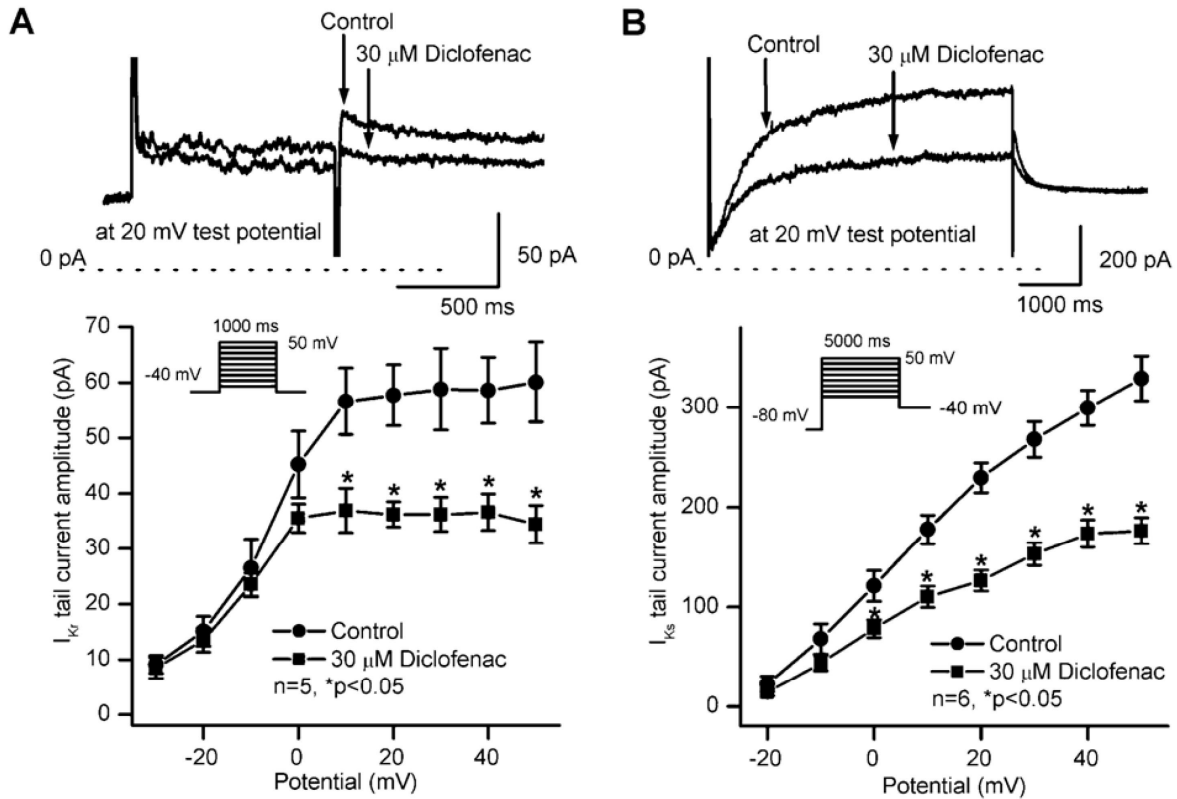 A
Control
30 μM Diclofenac
at 20 mV test potential
0 pA
50 pA
500 ms
B
Control
30 μM Diclofenac
at 20 mV test potential
0 pA
200 pA
1000 ms
I_Kr tail current amplitude (pA)
70
60
50
40
30
20
10
0
1000 ms
50 mV
-40 mV
* * * * *
Control
30 μM Diclofenac
n=5, *p<0.05
-20 0 20 40
Potential (mV)
I_Ks tail current amplitude (pA)
300
200
100
0
5000 ms
50 mV
-80 mV
-40 mV
* * * * * *
Control
30 μM Diclofenac
n=6, *p<0.05
-20 0 20 40
Potential (mV)